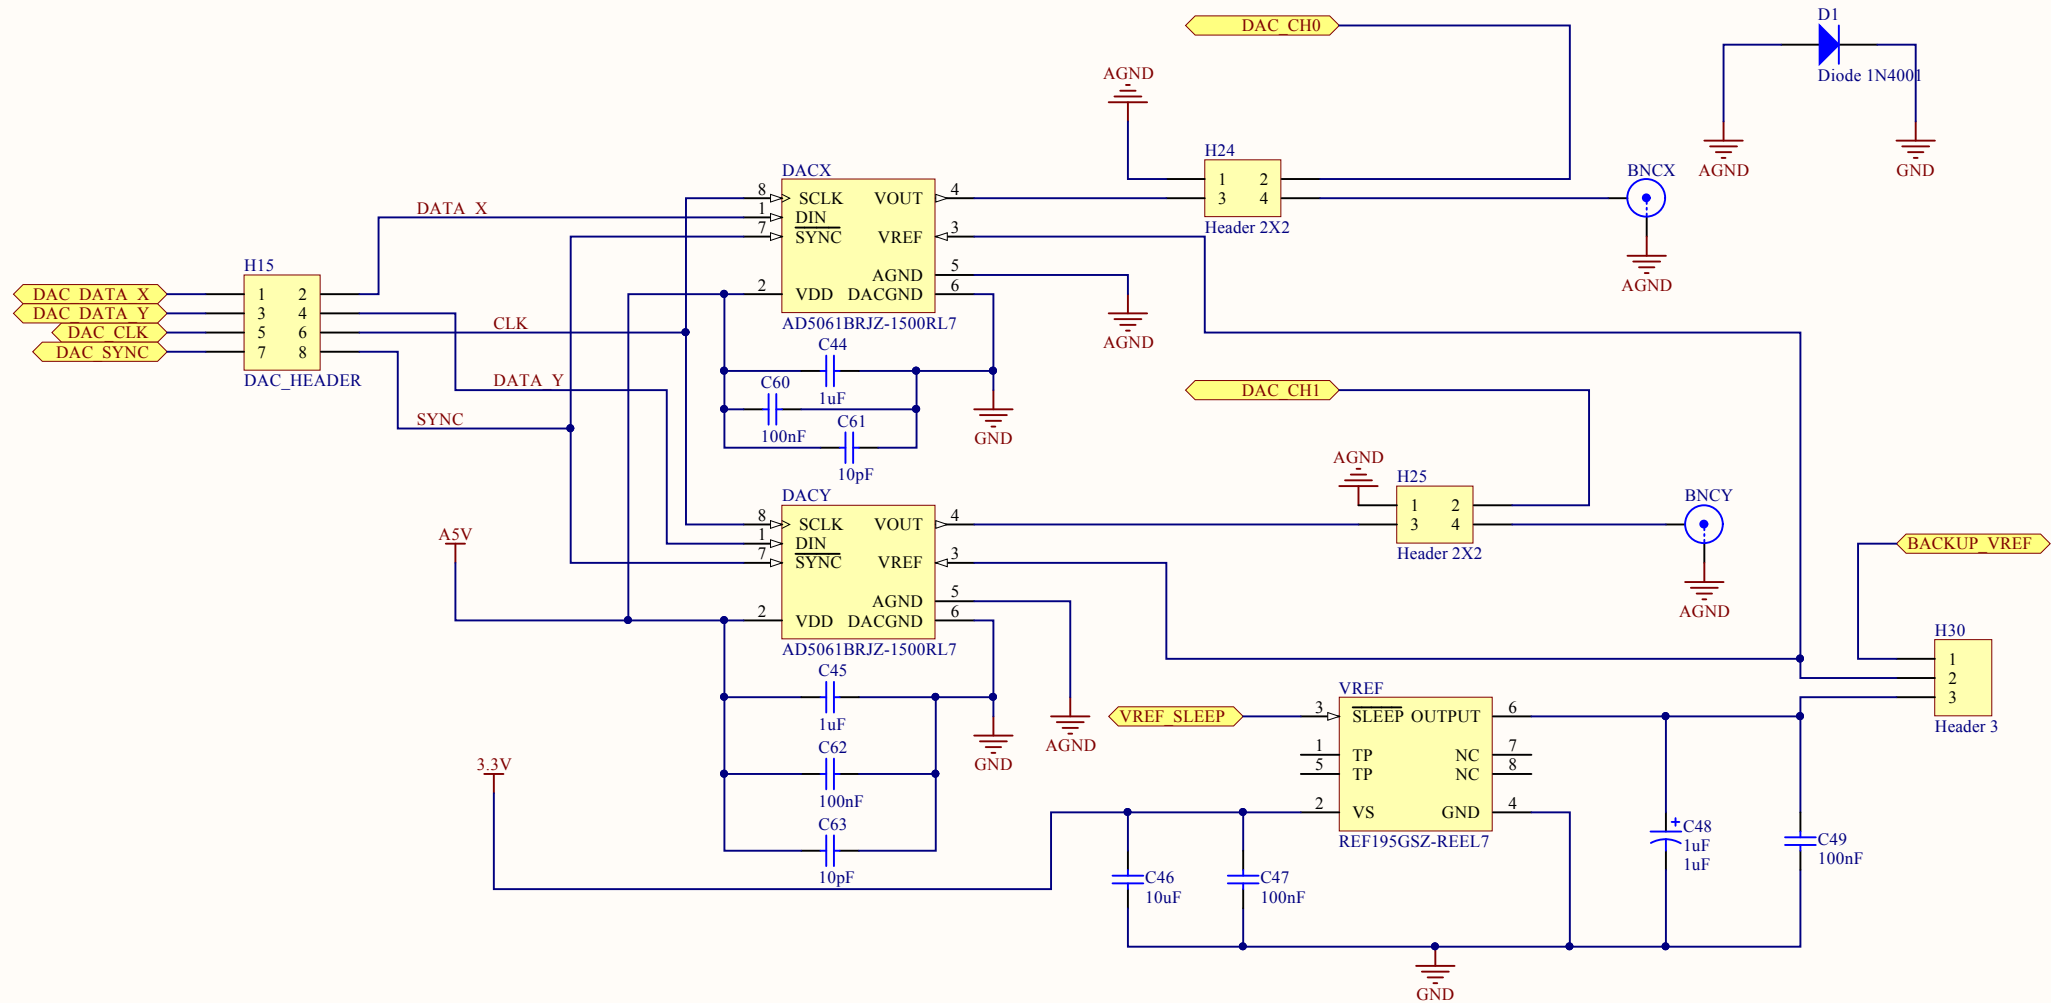 DAC_CH0
D1
Diode 1N4001
AGND
GND
AGND
H24
1 2
3 4
Header 2X2
BNCX
AGND
DACX
8 SCLK VOUT 4
1 DIN
7 SYNC VREF 3
AGND 5
2 VDD DACGND 6
AD5061BRJZ-1500RL7
AGND
DATA_X
H15
DAC_DATA_X 1 2
DAC_DATA_Y 3 4
DAC_CLK 5 6
DAC_SYNC 7 8
DAC_HEADER
CLK
DATA_Y
SYNC
C44
1uF
C60
100nF
C61
10pF
GND
DAC_CH1
AGND
H25
1 2
3 4
Header 2X2
BNCY
AGND
DACY
8 SCLK VOUT 4
1 DIN
7 SYNC VREF 3
AGND 5
2 VDD DACGND 6
AD5061BRJZ-1500RL7
A5V
C45
1uF
C62
100nF
C63
10pF
GND
AGND
BACKUP_VREF
H30
1
2
3
Header 3
3.3V
VREF
VREF_SLEEP 3 SLEEP OUTPUT 6
1 TP NC 7
5 TP NC 8
2 VS GND 4
REF195GSZ-REEL7
C46
10uF
C47
100nF
+
C48
1uF
1uF
C49
100nF
GND